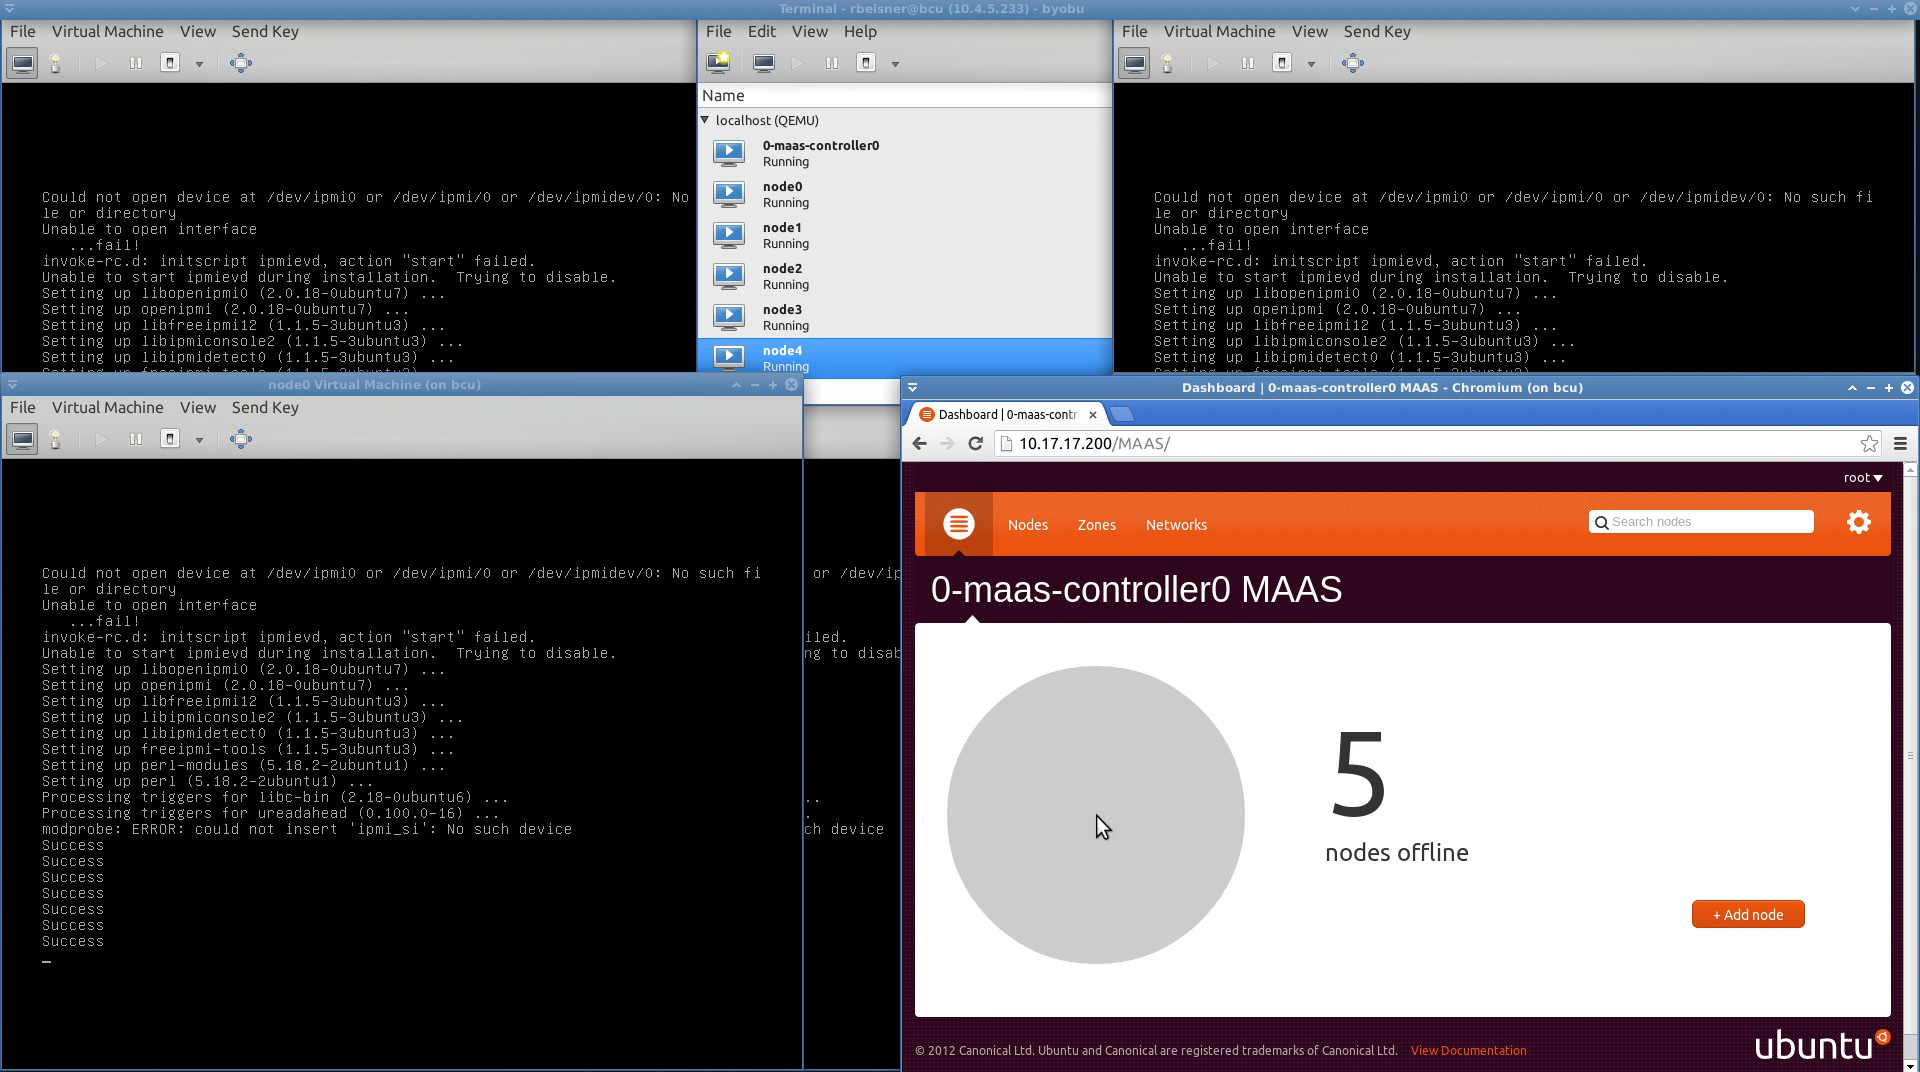 Terminal - rbeisner@bcu (10.4.5.233) - byobu
File Virtual Machine View Send Key
Could not open device at /dev/ipmi0 or /dev/ipmi/0 or /dev/ipmidev/0: No
le or directory
Unable to open interface
...fail!
invoke-rc.d: initscript ipmievd, action "start" failed.
Unable to start ipmievd during installation.  Trying to disable.
Setting up libopenipmi0 (2.0.18-0ubuntu7) ...
Setting up openipmi (2.0.18-0ubuntu7) ...
Setting up libfreeipmi12 (1.1.5-3ubuntu3) ...
Setting up libipmiconsole2 (1.1.5-3ubuntu3) ...
Setting up libipmidetect0 (1.1.5-3ubuntu3) ...
File Edit View Help
Name
localhost (QEMU)
0-maas-controller0
Running
node0
Running
node1
Running
node2
Running
node3
Running
node4
Running
File Virtual Machine View Send Key
Could not open device at /dev/ipmi0 or /dev/ipmi/0 or /dev/ipmidev/0: No such fi
le or directory
Unable to open interface
...fail!
invoke-rc.d: initscript ipmievd, action "start" failed.
Unable to start ipmievd during installation.  Trying to disable.
Setting up libopenipmi0 (2.0.18-0ubuntu7) ...
Setting up openipmi (2.0.18-0ubuntu7) ...
Setting up libfreeipmi12 (1.1.5-3ubuntu3) ...
Setting up libipmiconsole2 (1.1.5-3ubuntu3) ...
Setting up libipmidetect0 (1.1.5-3ubuntu3) ...
node0 Virtual Machine (on bcu)
File Virtual Machine View Send Key
Could not open device at /dev/ipmi0 or /dev/ipmi/0 or /dev/ipmidev/0: No such fi
le or directory
Unable to open interface
...fail!
invoke-rc.d: initscript ipmievd, action "start" failed.
Unable to start ipmievd during installation.  Trying to disable.
Setting up libopenipmi0 (2.0.18-0ubuntu7) ...
Setting up openipmi (2.0.18-0ubuntu7) ...
Setting up libfreeipmi12 (1.1.5-3ubuntu3) ...
Setting up libipmiconsole2 (1.1.5-3ubuntu3) ...
Setting up libipmidetect0 (1.1.5-3ubuntu3) ...
Setting up freeipmi-tools (1.1.5-3ubuntu3) ...
Setting up perl-modules (5.18.2-2ubuntu1) ...
Setting up perl (5.18.2-2ubuntu1) ...
Processing triggers for libc-bin (2.18-0ubuntu6) ...
Processing triggers for ureadahead (0.100.0-16) ...
modprobe: ERROR: could not insert 'ipmi_si': No such device
Success
Success
Success
Success
Success
Success
Success
or /dev/ip
iled.
ng to disab
..
.
ch device
Dashboard | 0-maas-controller0 MAAS - Chromium (on bcu)
Dashboard | 0-maas-contr
10.17.17.200/MAAS/
root
Nodes Zones Networks Search nodes
0-maas-controller0 MAAS
5
nodes offline
+ Add node
© 2012 Canonical Ltd. Ubuntu and Canonical are registered trademarks of Canonical Ltd. View Documentation
ubuntu